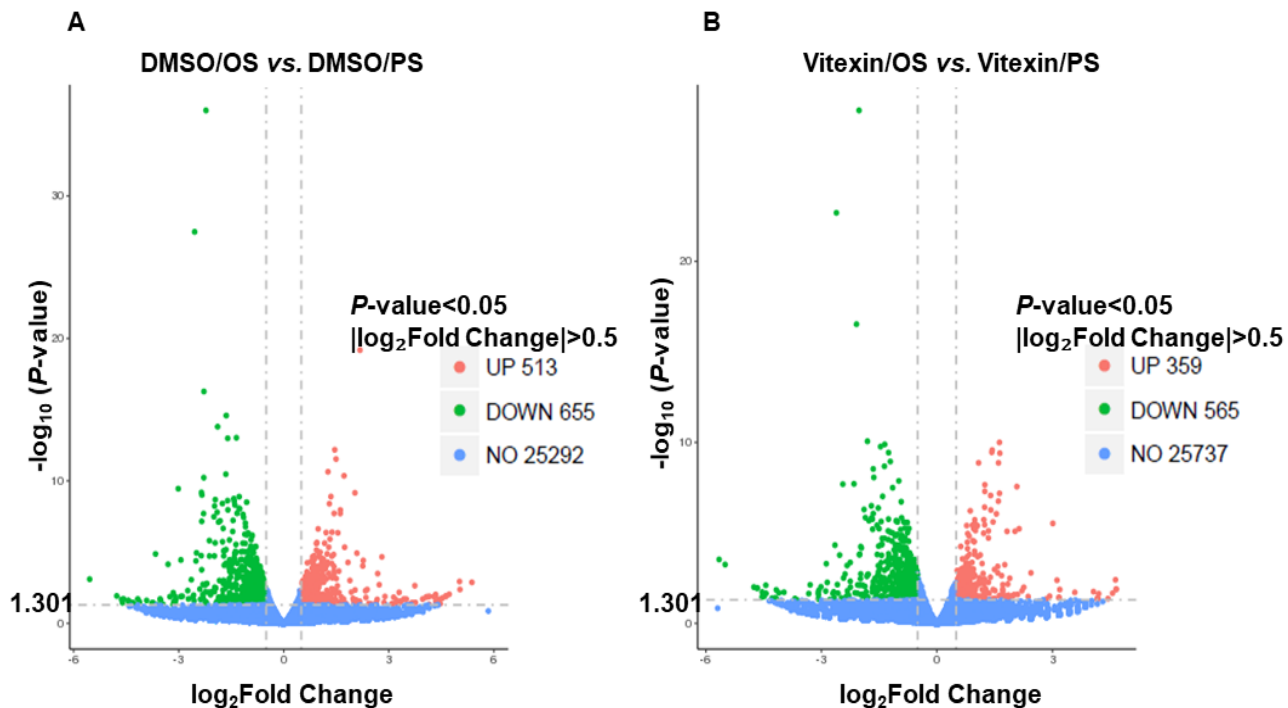 A
DMSO/OS vs. DMSO/PS
-log₁₀ (P-value)
30
20
10
1.301
0
P-value<0.05
|log₂Fold Change|>0.5
UP 513
DOWN 655
NO 25292
-6
-3
0
3
6
log₂Fold Change
B
Vitexin/OS vs. Vitexin/PS
-log₁₀ (P-value)
20
10
1.301
0
P-value<0.05
|log₂Fold Change|>0.5
UP 359
DOWN 565
NO 25737
-6
-3
0
3
log₂Fold Change